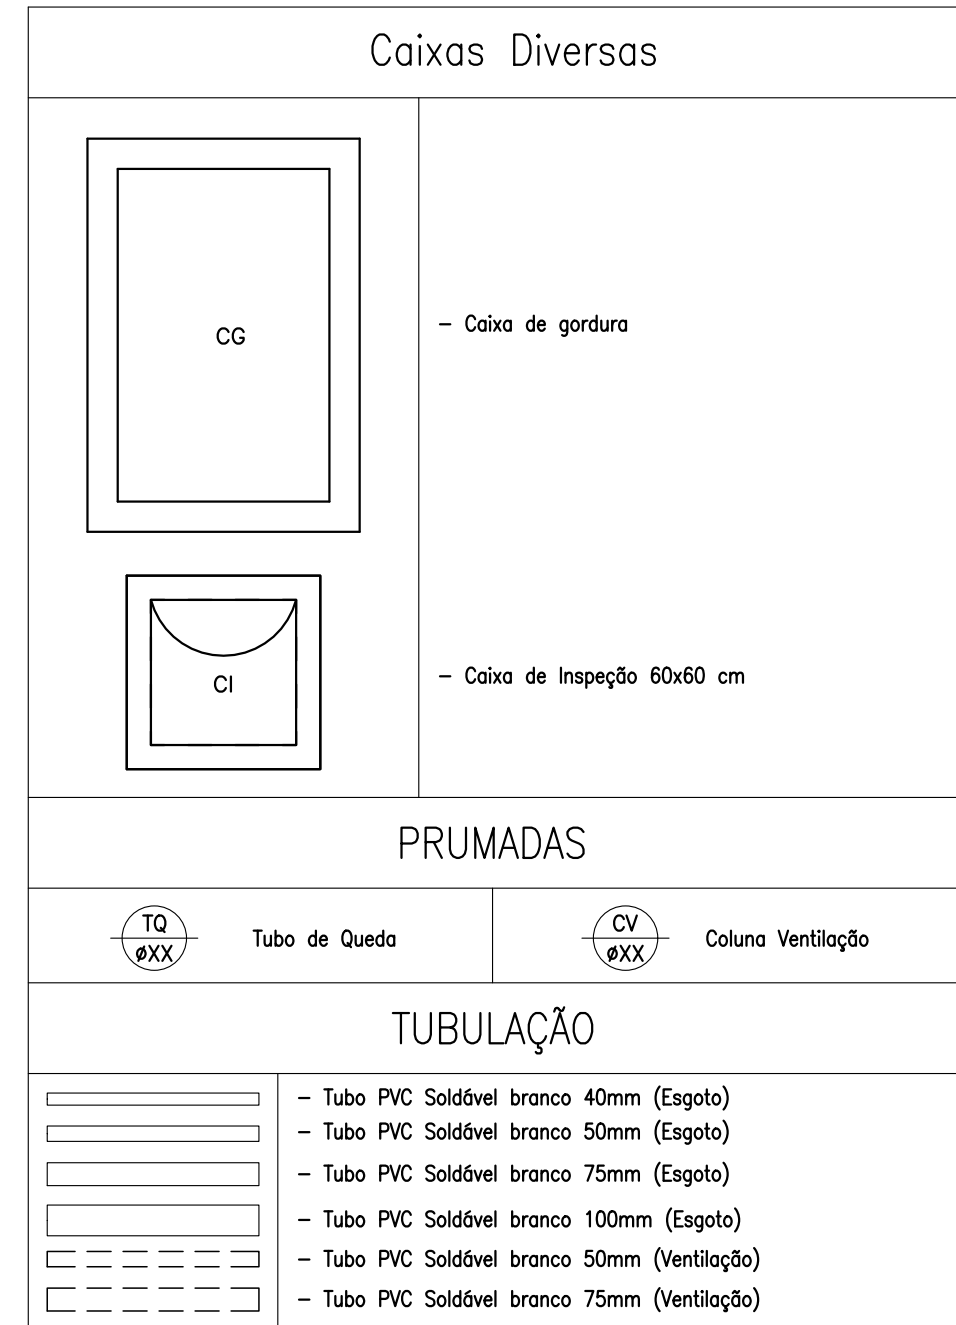 Caixas Diversas
CG
- Caixa de gordura
CI
- Caixa de Inspeção 60x60 cm
PRUMADAS
TQ
øXX
Tubo de Queda
CV
øXX
Coluna Ventilação
TUBULAÇÃO
- Tubo PVC Soldável branco 40mm (Esgoto)
- Tubo PVC Soldável branco 50mm (Esgoto)
- Tubo PVC Soldável branco 75mm (Esgoto)
- Tubo PVC Soldável branco 100mm (Esgoto)
- Tubo PVC Soldável branco 50mm (Ventilação)
- Tubo PVC Soldável branco 75mm (Ventilação)